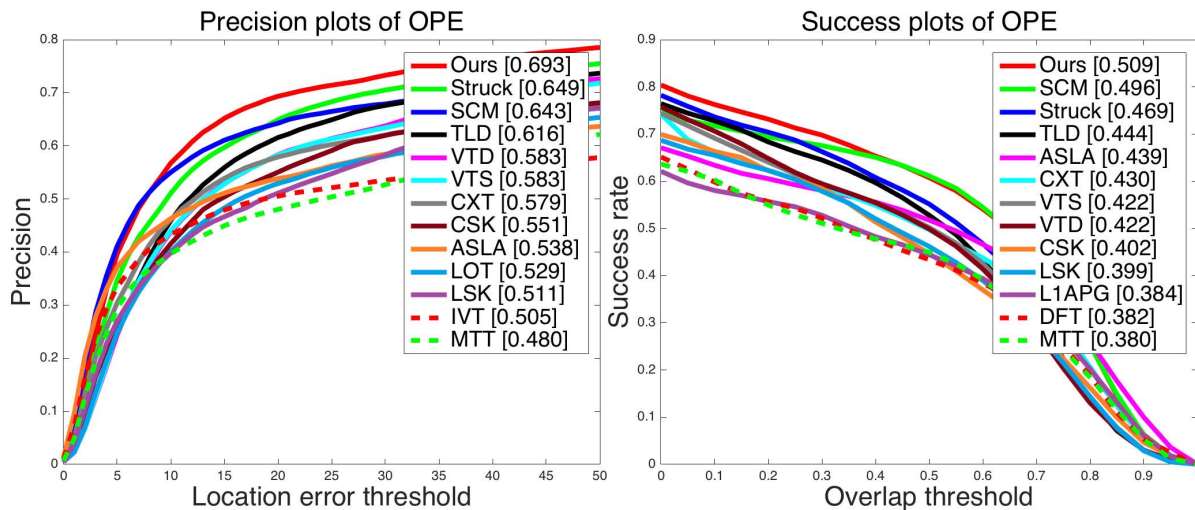 Precision plots of OPE
0.8
0.7
0.6
0.5
0.4
0.3
0.2
0.1
0
Precision
Ours [0.693]
Struck [0.649]
SCM [0.643]
TLD [0.616]
VTD [0.583]
VTS [0.583]
CXT [0.579]
CSK [0.551]
ASLA [0.538]
LOT [0.529]
LSK [0.511]
IVT [0.505]
MTT [0.480]
0 5 10 15 20 25 30 35 40 45 50
Location error threshold
Success plots of OPE
0.9
0.8
0.7
0.6
0.5
0.4
0.3
0.2
0.1
0
Success rate
Ours [0.509]
SCM [0.496]
Struck [0.469]
TLD [0.444]
ASLA [0.439]
CXT [0.430]
VTS [0.422]
VTD [0.422]
CSK [0.402]
LSK [0.399]
L1APG [0.384]
DFT [0.382]
MTT [0.380]
0 0.1 0.2 0.3 0.4 0.5 0.6 0.7 0.8 0.9
Overlap threshold